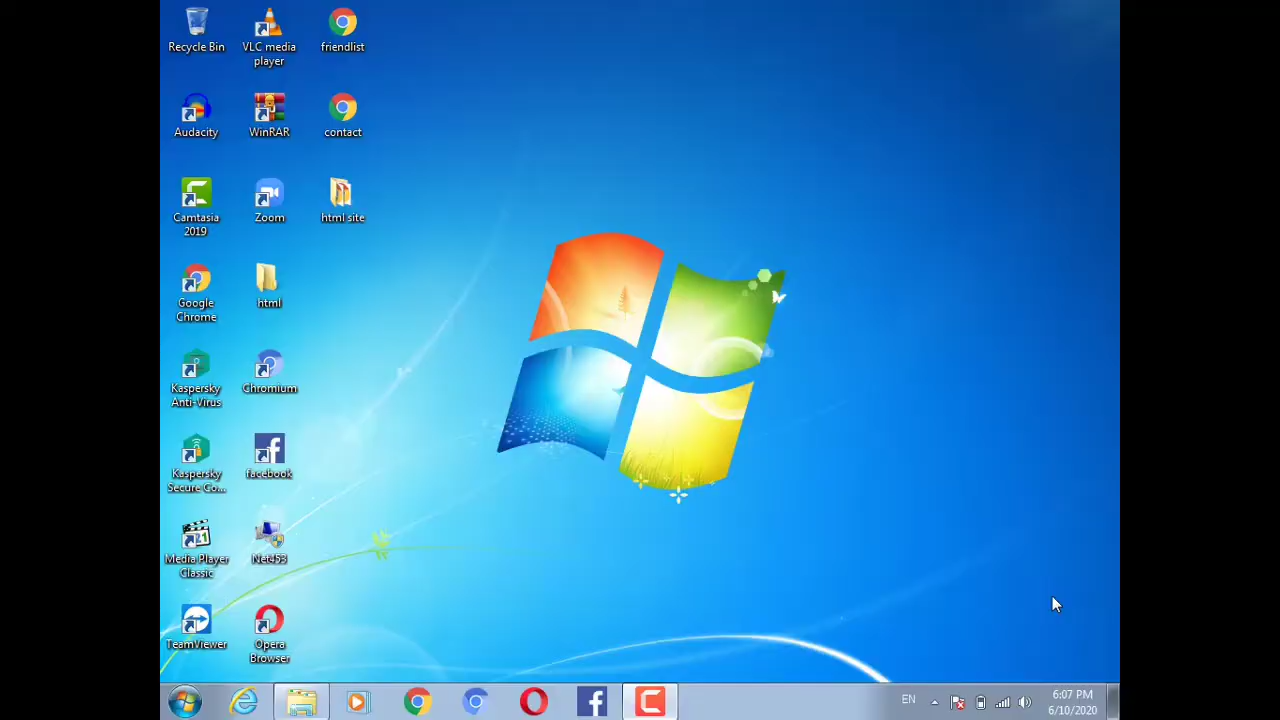 Recycle Bin
VLC media
player
friendlist
Audacity
WinRAR
contact
Camtasia
2019
Zoom
html site
Google
Chrome
html
Kaspersky
Anti-Virus
Chromium
Kaspersky
Secure Co...
facebook
Media Player
Classic
Net453
TeamViewer
Opera
Browser
EN
6:07 PM
6/10/2020